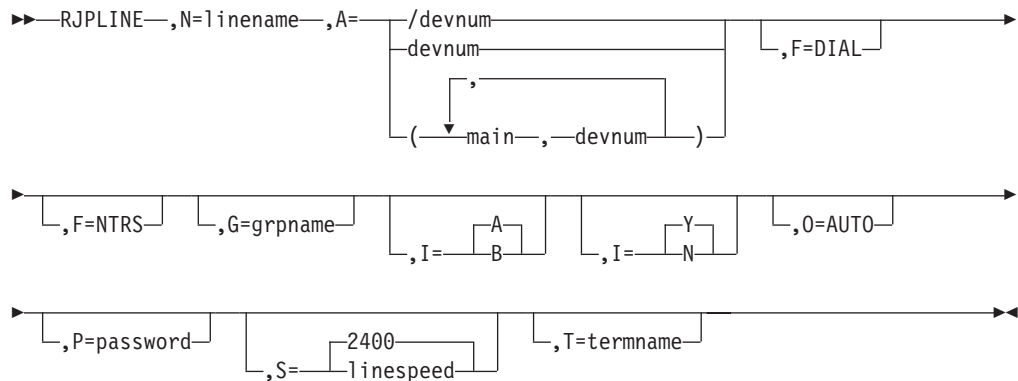 RJPLINE ,N=linename ,A= /devnum
devnum
,
( main , devnum )
,F=DIAL
,F=NTRS
,G=grpname
,I= A
B
,I= Y
N
,O=AUTO
,P=password
,S= 2400
linespeed
,T=termname